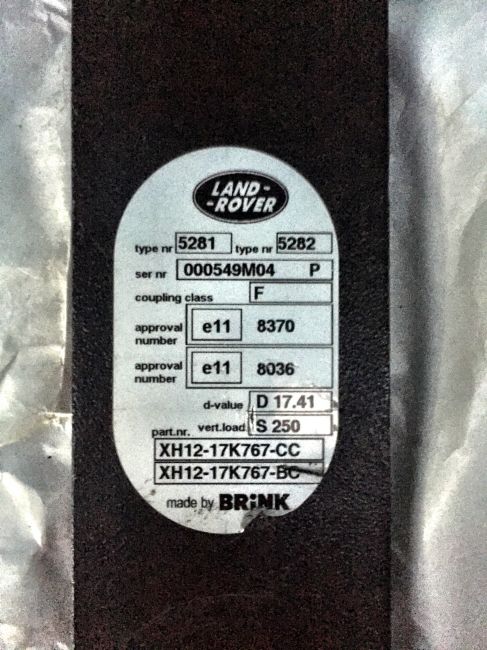 LAND-
-ROVER
type nr 5281 type nr 5282
ser nr 000549M04 P
coupling class F
approval number e11 8370
approval number e11 8036
d-value D 17.41
part.nr. vert.load S 250
XH12-17K767-CC
XH12-17K767-BC
made by BRiNK